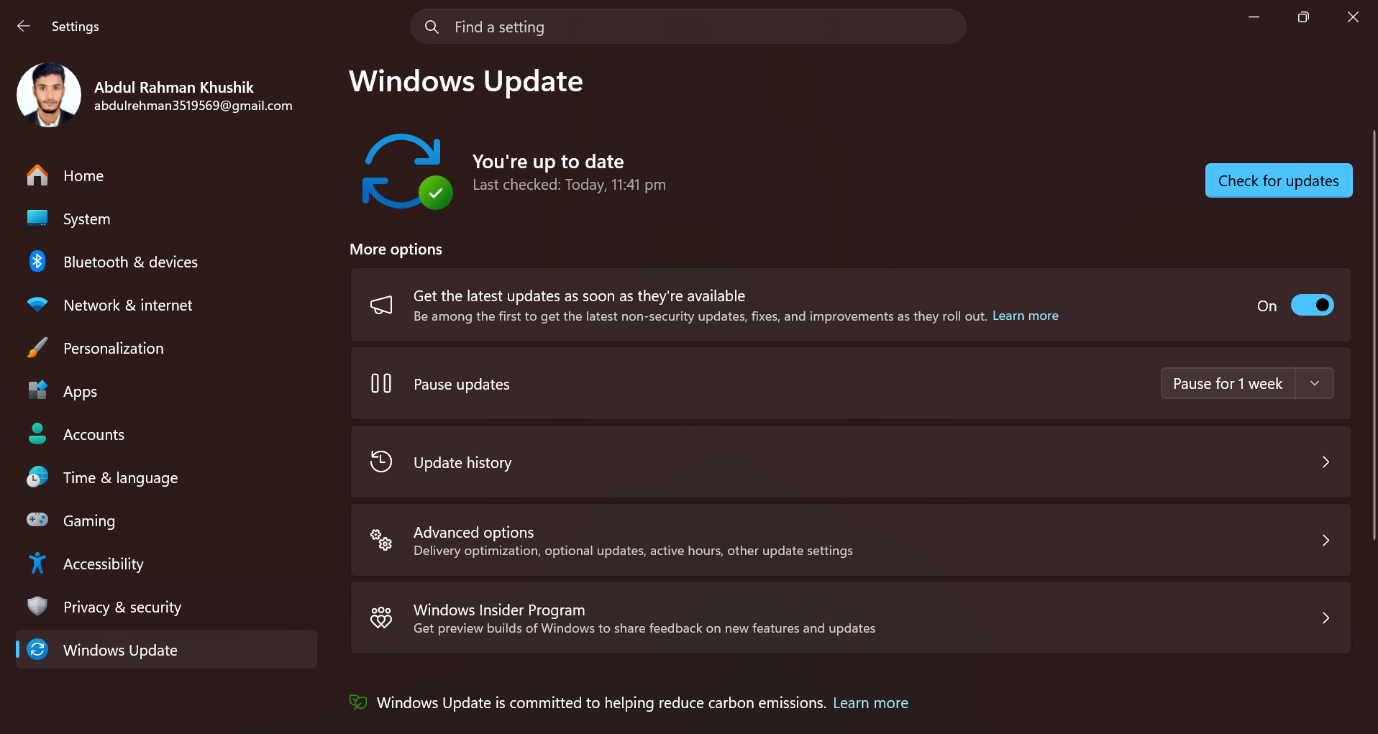 Settings
Find a setting
Abdul Rahman Khushik
abdulrehman3519569@gmail.com
Home
System
Bluetooth & devices
Network & internet
Personalization
Apps
Accounts
Time & language
Gaming
Accessibility
Privacy & security
Windows Update
Windows Update
You're up to date
Last checked: Today, 11:41 pm
Check for updates
More options
Get the latest updates as soon as they're available
Be among the first to get the latest non-security updates, fixes, and improvements as they roll out. Learn more
On
Pause updates
Pause for 1 week
Update history
Advanced options
Delivery optimization, optional updates, active hours, other update settings
Windows Insider Program
Get preview builds of Windows to share feedback on new features and updates
Windows Update is committed to helping reduce carbon emissions. Learn more